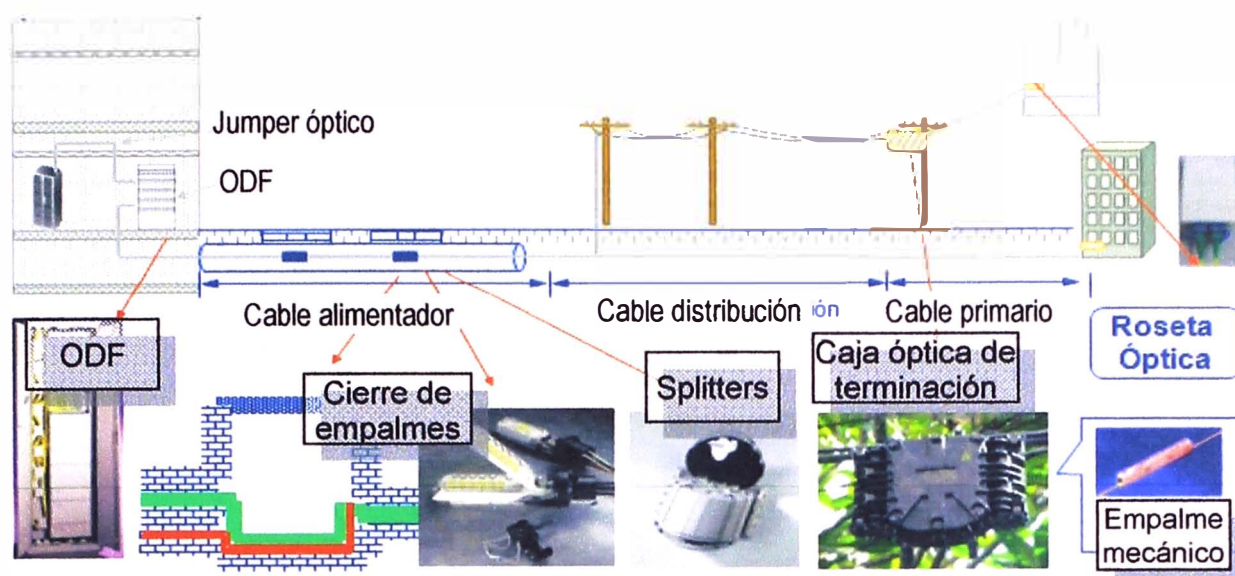 Jumper óptico
ODF
Cable alimentador
Cable distribución ión
Cable primario
ODF
Cierre de
empalmes
Splitters
Caja óptica de
terminación
Roseta
Óptica
Empalme
mecánico